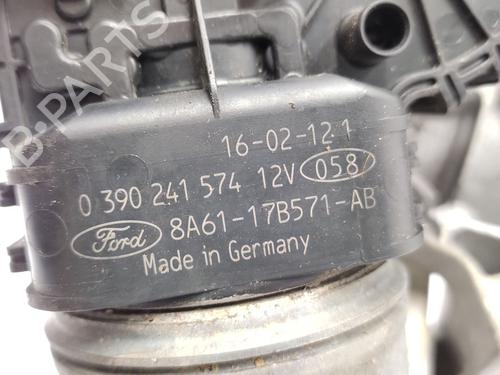 B-PARTS
16-02-12 1
0 390 241 574 12V 058
Ford 8A61-17B571-AB
Made in Germany